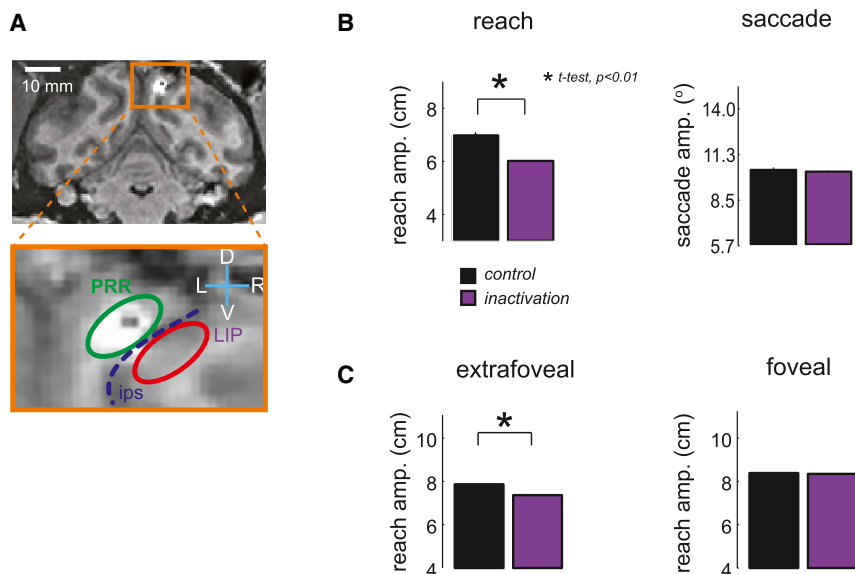 A
10 mm
D
L
R
V
PRR
LIP
ips
B
reach
saccade
* t-test, p<0.01
*
reach amp. (cm)
8
6
4
saccade amp. (°)
14.0
11.3
8.5
5.7
control
inactivation
C
extrafoveal
foveal
*
reach amp. (cm)
10
8
6
4
reach amp. (cm)
10
8
6
4